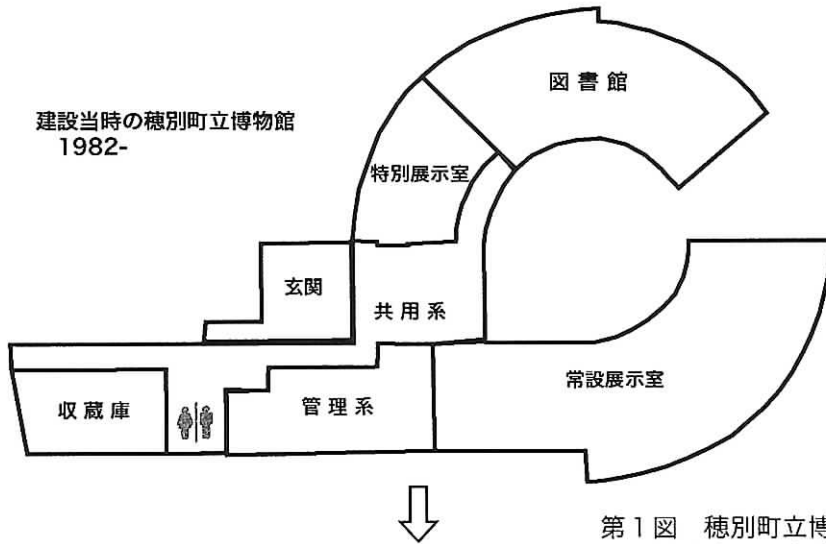 建設当時の穂別町立博物館
1982-
図書館
特別展示室
玄関
共用系
常設展示室
収蔵庫
管理系
第1図 穂別町立博